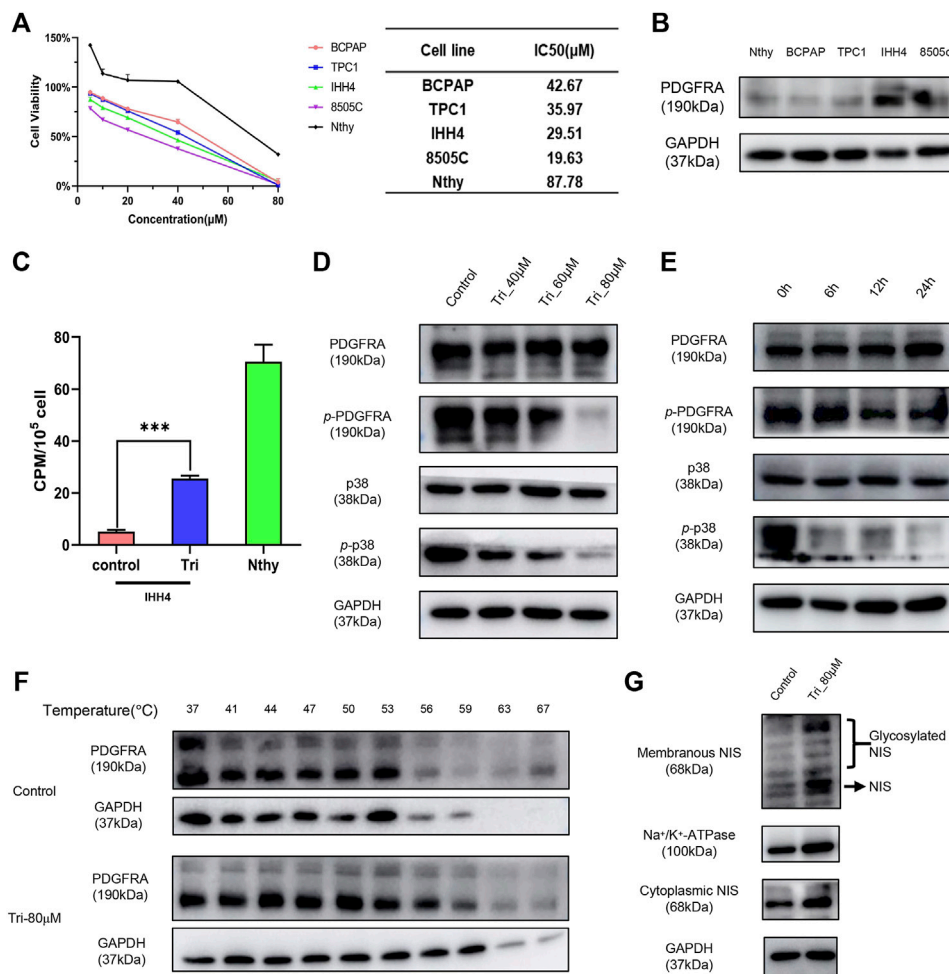 A
150%
100%
50%
0%
Cell Viability
0
20
40
60
80
Concentration(μM)
BCPAP
TPC1
IHH4
8505C
Nthy
Cell line IC50(μM)
BCPAP 42.67
TPC1 35.97
IHH4 29.51
8505C 19.63
Nthy 87.78
B
Nthy BCPAP TPC1 IHH4 8505c
PDGFRA
(190kDa)
GAPDH
(37kDa)
C
80
60
40
20
0
CPM/10⁵ cell
***
control Tri Nthy
IHH4
D
Control Tri_40μM Tri_60μM Tri_80μM
PDGFRA
(190kDa)
p-PDGFRA
(190kDa)
p38
(38kDa)
p-p38
(38kDa)
GAPDH
(37kDa)
E
0h 6h 12h 24h
PDGFRA
(190kDa)
p-PDGFRA
(190kDa)
p38
(38kDa)
p-p38
(38kDa)
GAPDH
(37kDa)
F
Temperature(°C) 37 41 44 47 50 53 56 59 63 67
PDGFRA
(190kDa)
Control
GAPDH
(37kDa)
PDGFRA
(190kDa)
Tri-80μM
GAPDH
(37kDa)
G
Control Tri_80μM
Membranous NIS
(68kDa)
Glycosylated
NIS
NIS
Na⁺/K⁺-ATPase
(100kDa)
Cytoplasmic NIS
(68kDa)
GAPDH
(37kDa)